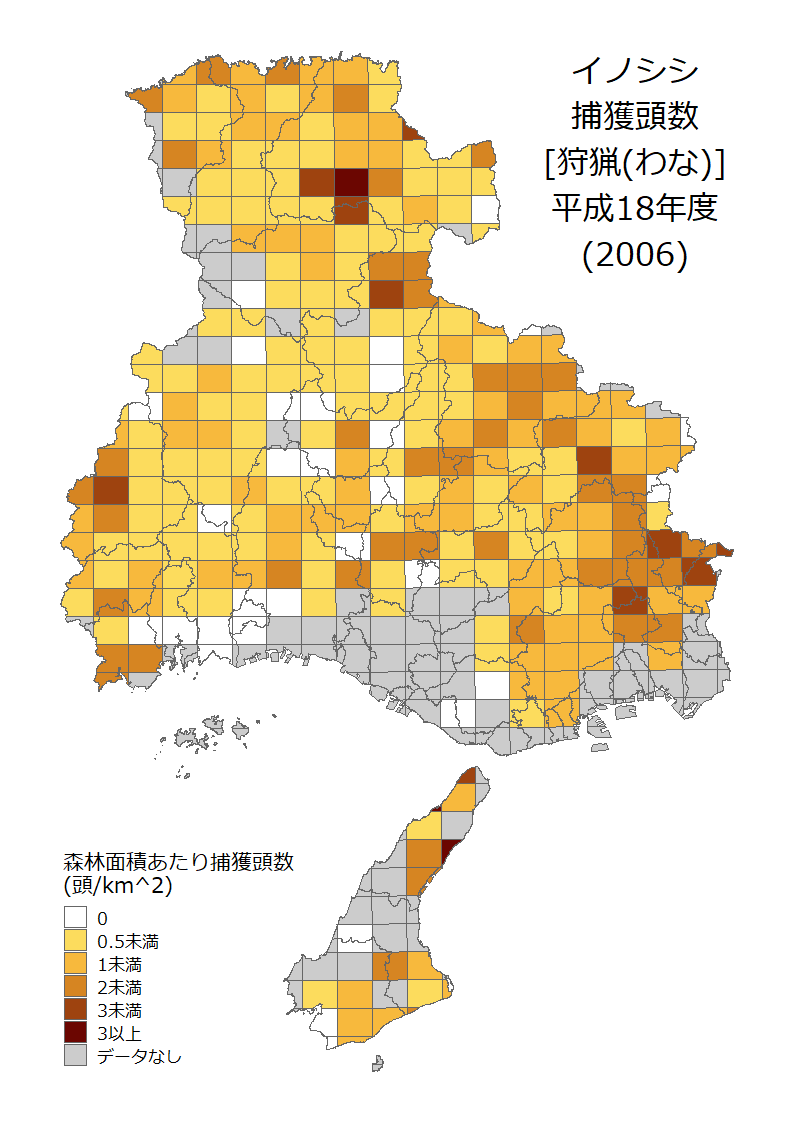 イノシシ
捕獲頭数
[狩猟(わな)]
平成18年度
(2006)
森林面積あたり捕獲頭数
(頭/km^2)
0
0.5未満
1未満
2未満
3未満
3以上
データなし